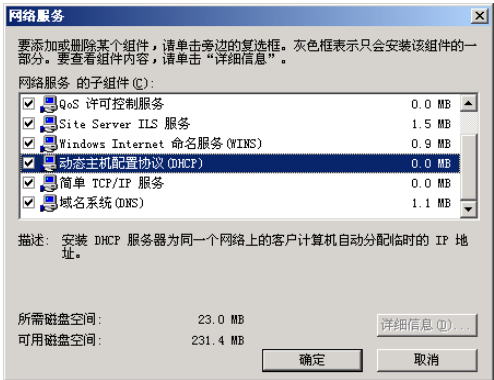 网络服务
要添加或删除某个组件，请单击旁边的复选框。灰色框表示只会安装该组件的一
部分。要查看组件内容，请单击“详细信息”。
网络服务 的子组件(C):
QoS 许可控制服务 0.0 MB
Site Server ILS 服务 1.5 MB
Windows Internet 命名服务(WINS) 0.9 MB
动态主机配置协议(DHCP) 0.0 MB
简单 TCP/IP 服务 0.0 MB
域名系统(DNS) 1.1 MB
描述: 安装 DHCP 服务器为同一个网络上的客户计算机自动分配临时的 IP 地
址。
所需磁盘空间: 23.0 MB
可用磁盘空间: 231.4 MB
详细信息(D)...
确定 取消